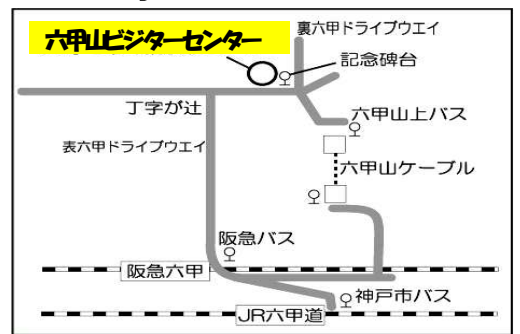 六甲山ビジターセンター
裏六甲ドライブウエイ
記念碑台
丁字が辻
六甲山上バス
表六甲ドライブウエイ
六甲山ケーブル
阪急バス
阪急六甲
神戸市バス
JR六甲道